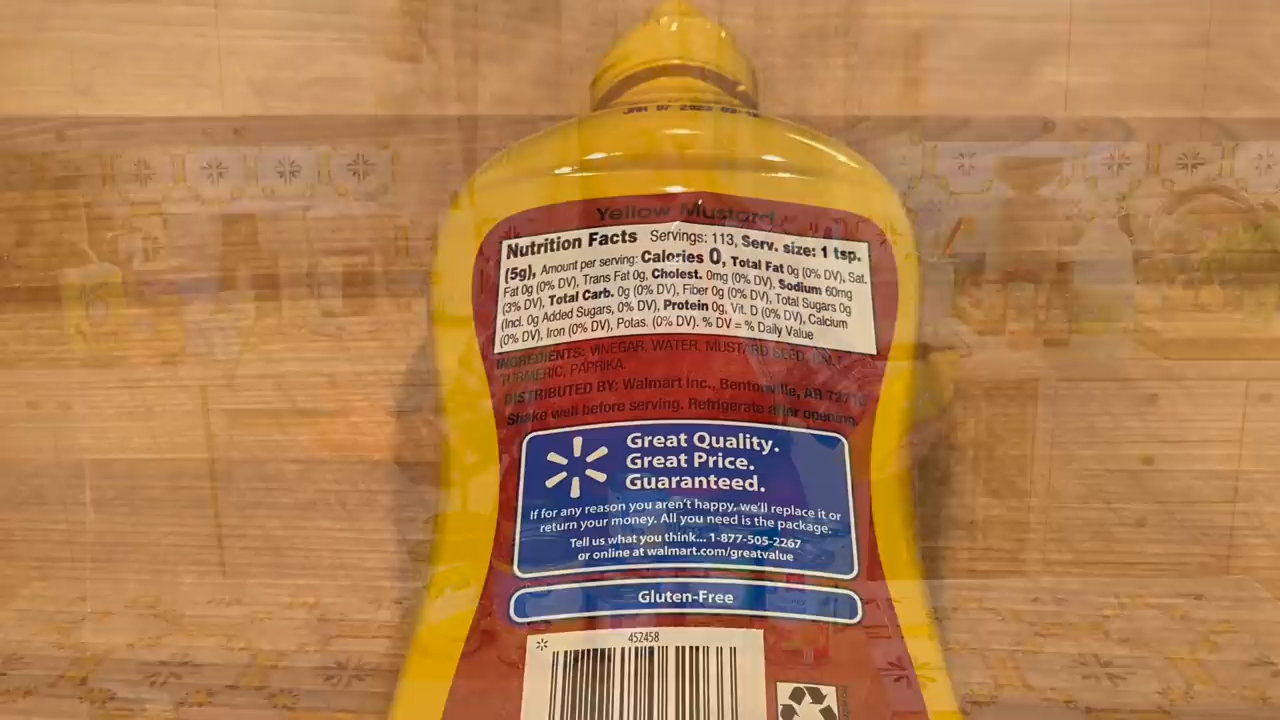 JAN 07 2023
Yellow Mustard
Nutrition Facts Servings: 113, Serv. size: 1 tsp.
(5g), Amount per serving: Calories 0, Total Fat 0g (0% DV), Sat.
Fat 0g (0% DV), Trans Fat 0g, Cholest. 0mg (0% DV), Sodium 60mg
(3% DV), Total Carb. 0g (0% DV), Fiber 0g (0% DV), Total Sugars 0g
(Incl. 0g Added Sugars, 0% DV), Protein 0g, Vit. D (0% DV), Calcium
(0% DV), Iron (0% DV), Potas. (0% DV). % DV = % Daily Value
INGREDIENTS: VINEGAR, WATER, MUSTARD SEED, SALT,
TURMERIC, PAPRIKA.
DISTRIBUTED BY: Walmart Inc., Bentonville, AR 72716
Shake well before serving. Refrigerate after opening.
Great Quality.
Great Price.
Guaranteed.
If for any reason you aren't happy, we'll replace it or
return your money. All you need is the package.
Tell us what you think... 1-877-505-2267
or online at walmart.com/greatvalue
Gluten-Free
452458